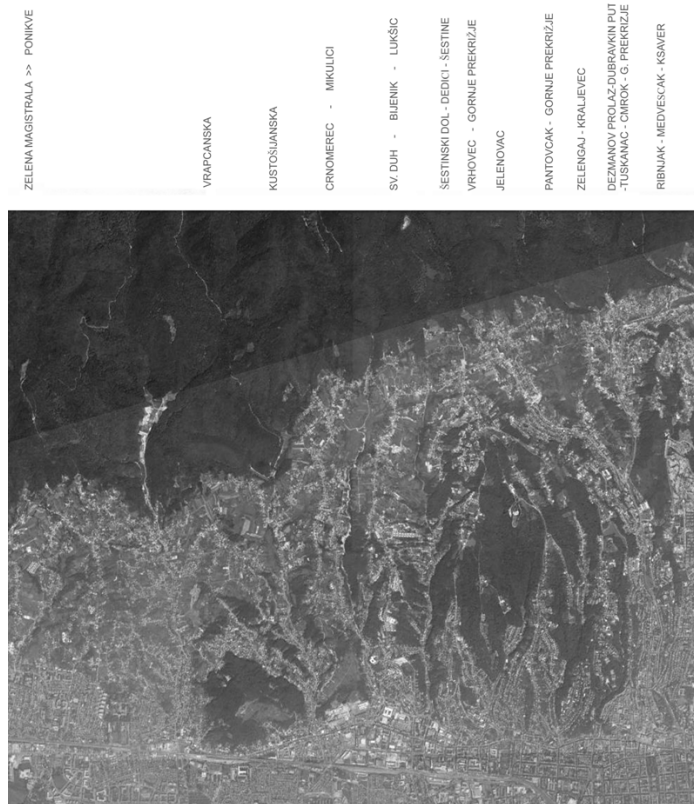 ZELENA MAGISTRALA >> PONIKVE
VRAPCANSKA
KUSTOŠIJANSKA
CRNOMEREC - MIKULICI
SV. DUH - BIJENIK - LUKŠIC
ŠESTINSKI DOL - DEDICI - ŠESTINE
VRHOVEC - GORNJE PREKRIŽJE
JELENOVAC
PANTOVCAK - GORNJE PREKRIŽJE
ZELENGAJ - KRALJEVEC
DEZMANOV PROLAZ-DUBRAVKIN PUT
-TUSKANAC - CMROK - G. PREKRIZJE
RIBNJAK - MEDVEŠCAK - KSAVER